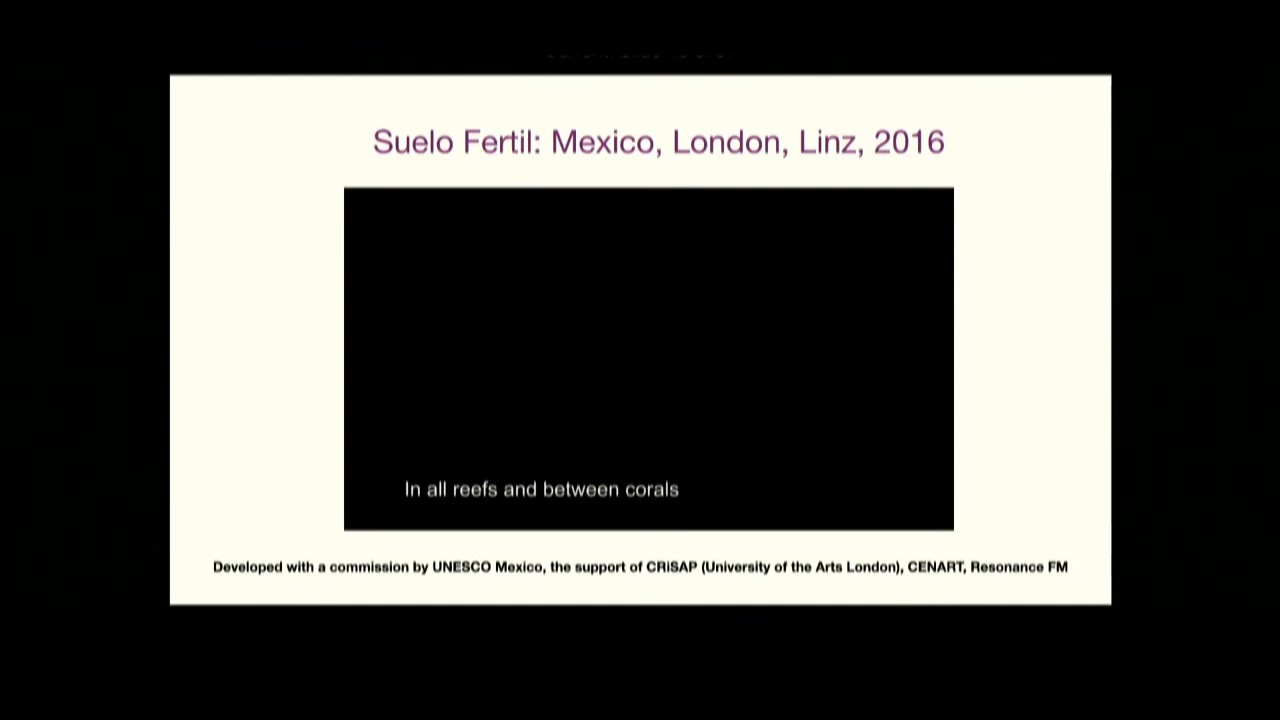 Suelo Fertil: Mexico, London, Linz, 2016
In all reefs and between corals
Developed with a commission by UNESCO Mexico, the support of CRiSAP (University of the Arts London), CENART, Resonance FM